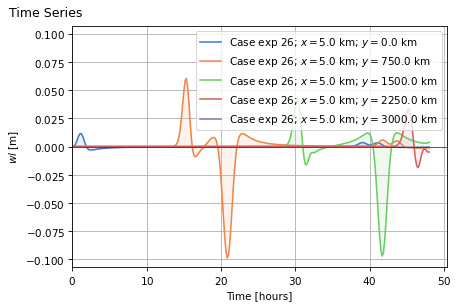 Time Series
Case exp 26; x = 5.0 km; y = 0.0 km
Case exp 26; x = 5.0 km; y = 750.0 km
Case exp 26; x = 5.0 km; y = 1500.0 km
Case exp 26; x = 5.0 km; y = 2250.0 km
Case exp 26; x = 5.0 km; y = 3000.0 km
0.100
0.075
0.050
0.025
0.000
−0.025
−0.050
−0.075
−0.100
wl [m]
0 10 20 30 40 50
Time [hours]